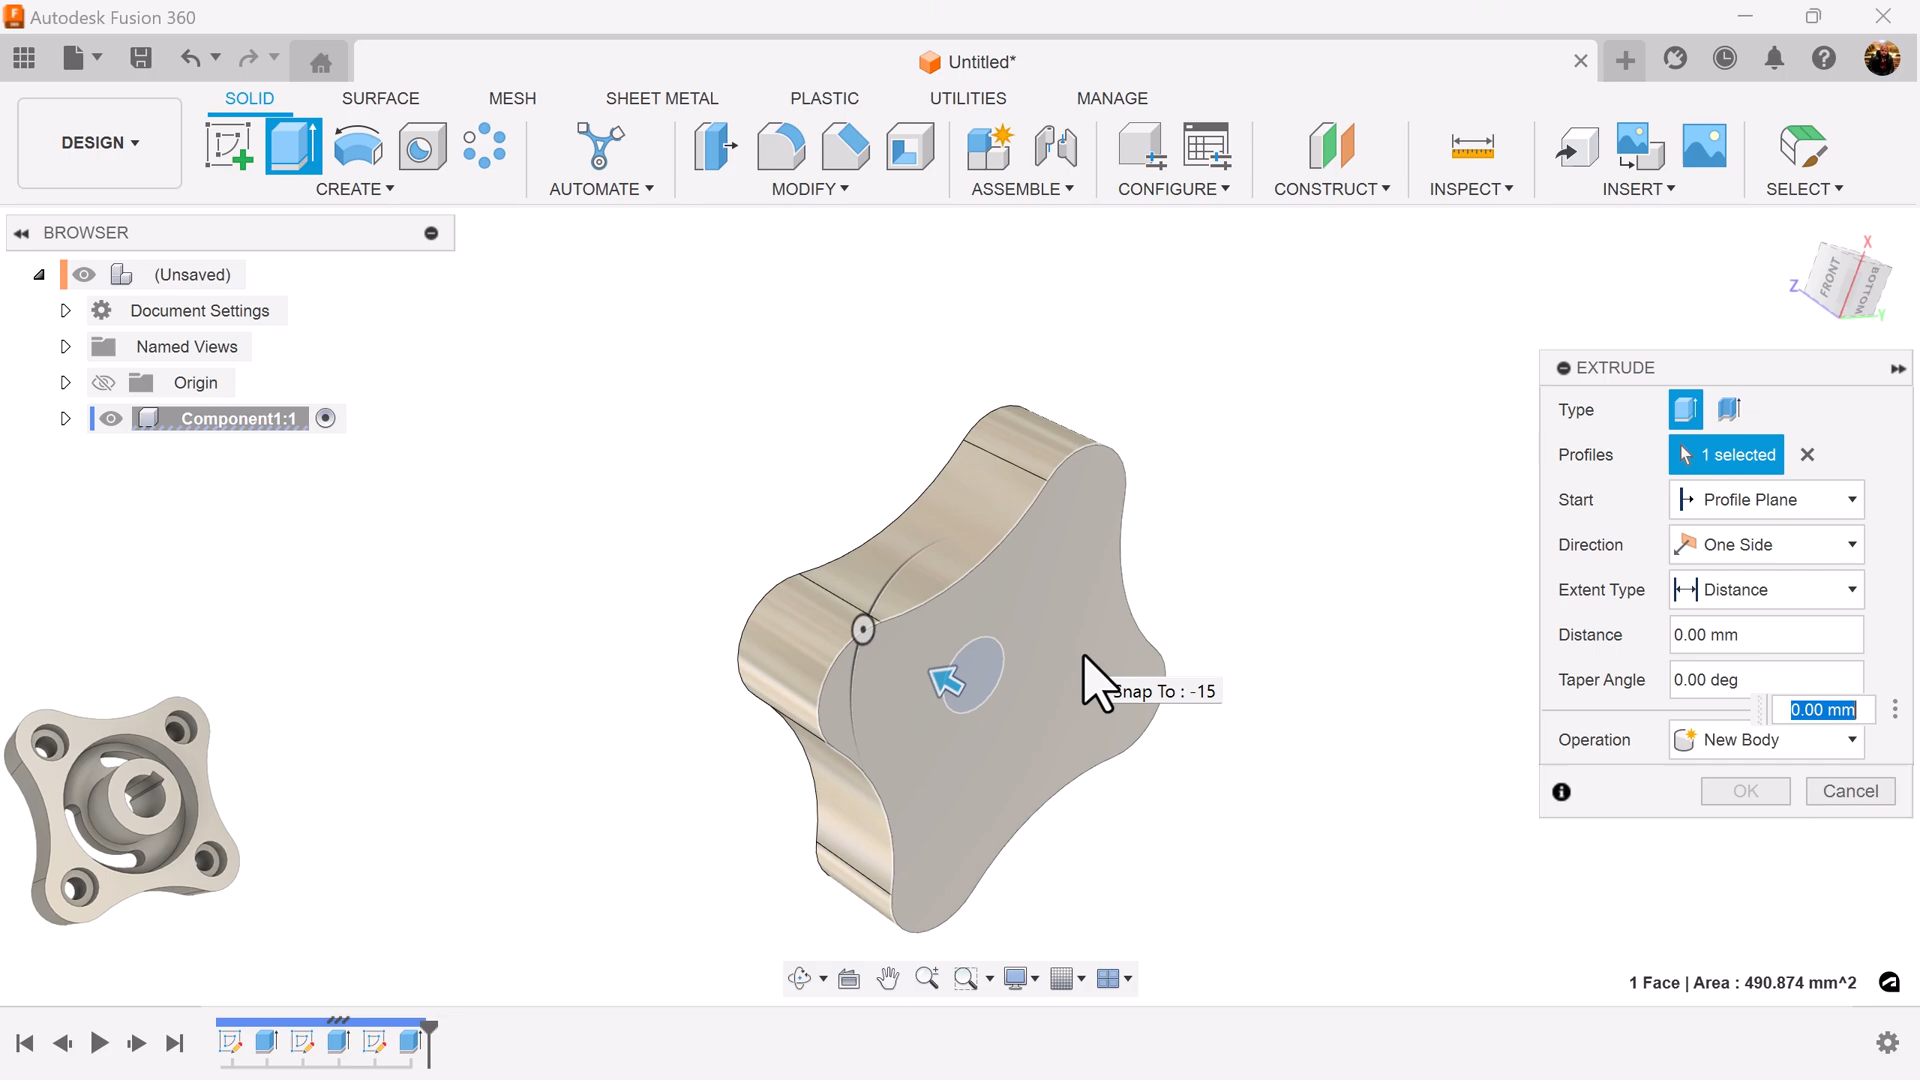 Autodesk Fusion 360
Untitled*
DESIGN
SOLID
SURFACE
MESH
SHEET METAL
PLASTIC
UTILITIES
MANAGE
CREATE
AUTOMATE
MODIFY
ASSEMBLE
CONFIGURE
CONSTRUCT
INSPECT
INSERT
SELECT
BROWSER
(Unsaved)
Document Settings
Named Views
Origin
Component1:1
X
Z
Y
FRONT
BOTTOM
EXTRUDE
Type
Profiles 1 selected
Start Profile Plane
Direction One Side
Extent Type Distance
Distance 0.00 mm
Taper Angle 0.00 deg
0.00 mm
Operation New Body
OK Cancel
Snap To : -15
1 Face | Area : 490.874 mm^2